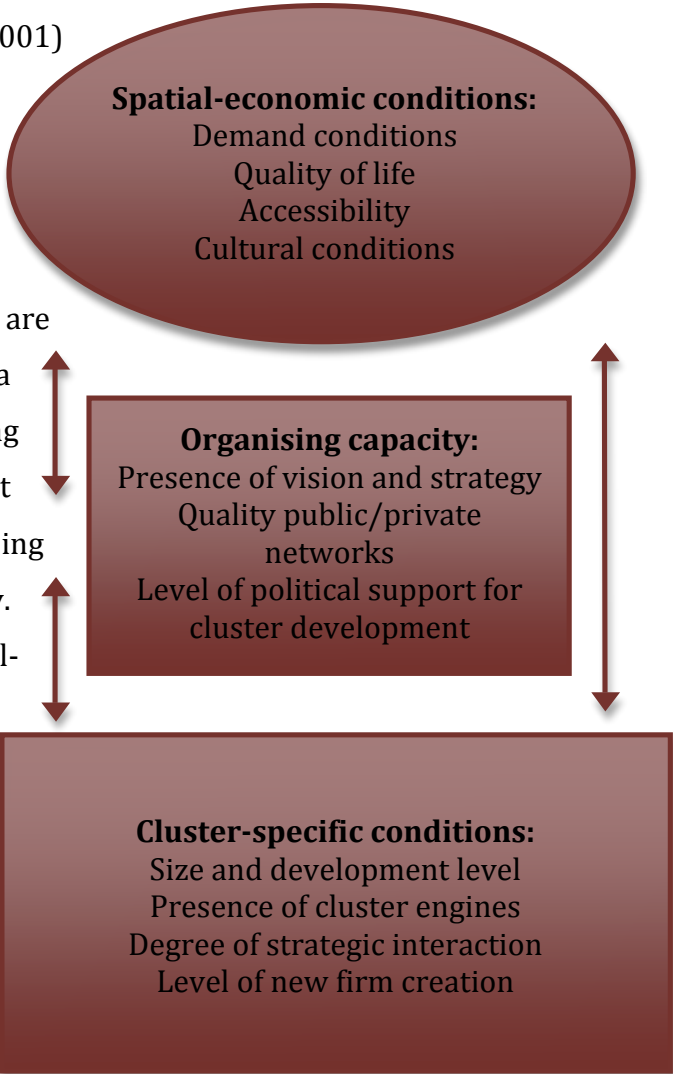 001)
Spatial-economic conditions:
Demand conditions
Quality of life
Accessibility
Cultural conditions
are
a
g
t
ing
y.
l-
Organising capacity:
Presence of vision and strategy
Quality public/private
networks
Level of political support for
cluster development
Cluster-specific conditions:
Size and development level
Presence of cluster engines
Degree of strategic interaction
Level of new firm creation